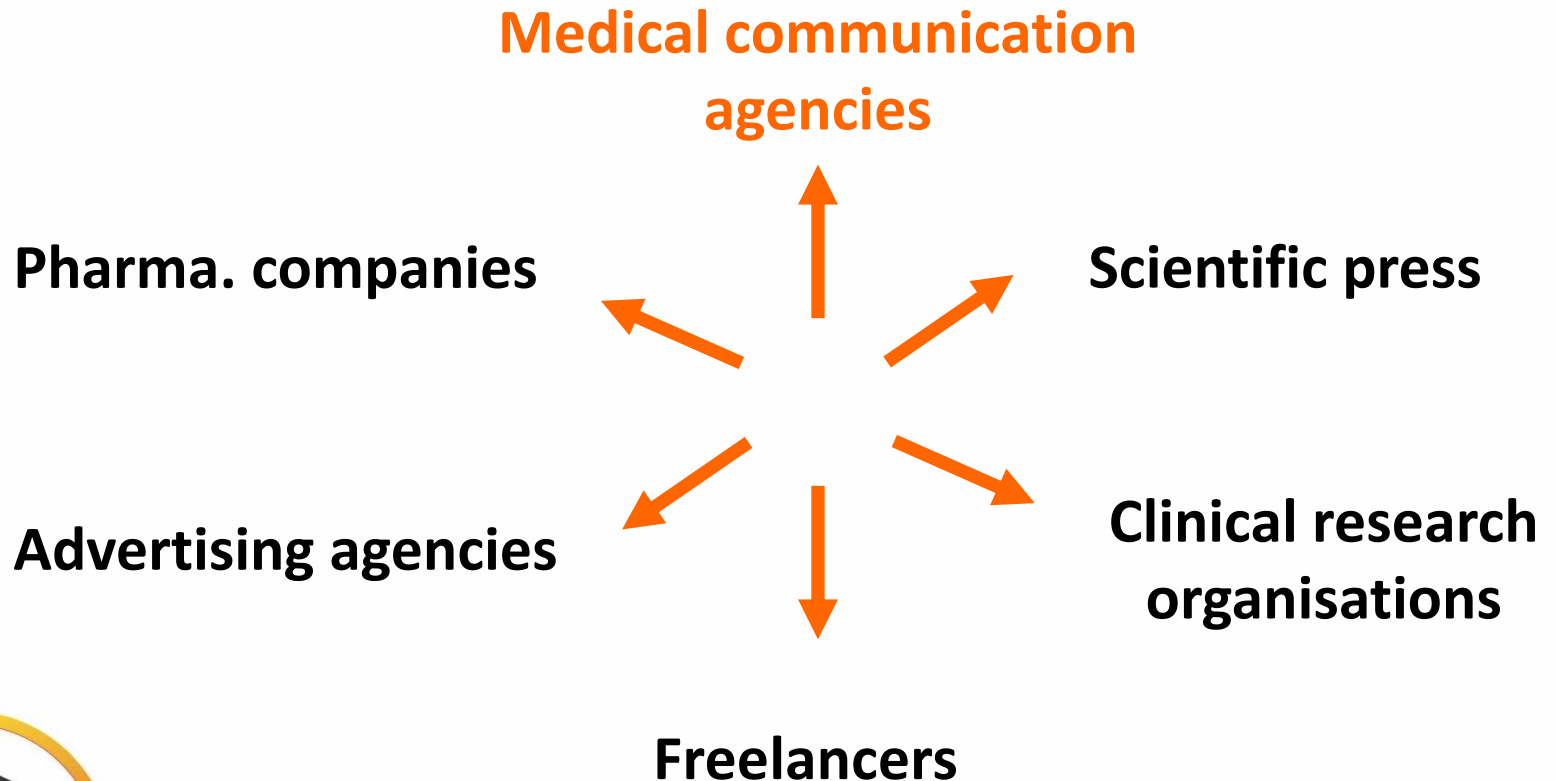 Medical communication
agencies
Pharma. companies
Scientific press
Advertising agencies
Clinical research
organisations
Freelancers